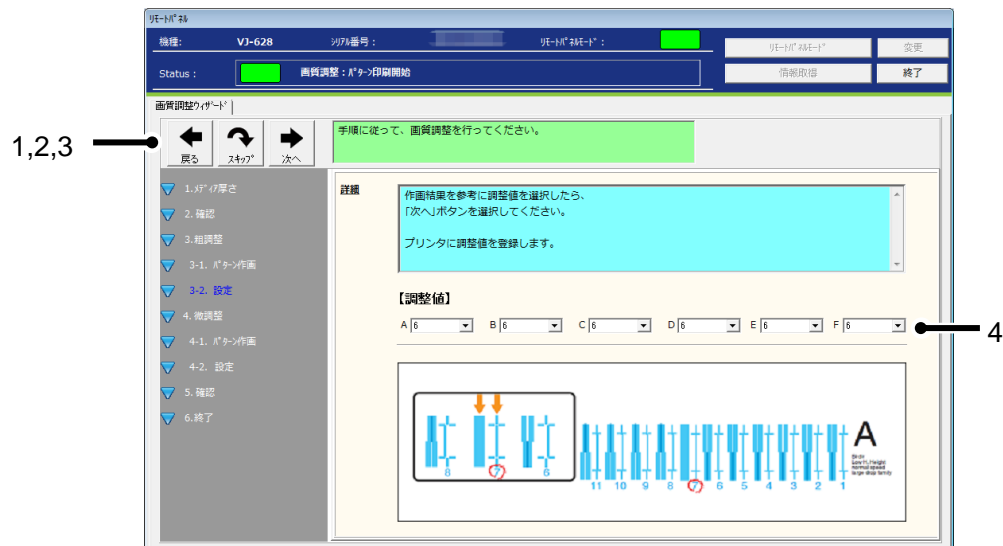 リモートパネル
機種: VJ-628 シリアル番号: リモートパネルモード:
リモートパネルモード 変更
Status : 画質調整:パターン印刷開始
情報取得 終了
画質調整ウィザード
1,2,3
戻る スキップ 次へ
手順に従って、画質調整を行ってください。
1.メディア厚さ
2. 確認
3.粗調整
3-1. パターン作画
3-2. 設定
4. 微調整
4-1. パターン作画
4-2. 設定
5. 確認
6.終了
詳細
作画結果を参考に調整値を選択したら、
「次へ」ボタンを選択してください。
プリンタに調整値を登録します。
【調整値】
A 6 B 6 C 6 D 6 E 6 F 6
4
8 7 6
11 10 9 8 7 6 5 4 3 2 1
A
Bi-Dir
Low H. Height
normal speed
large drop family